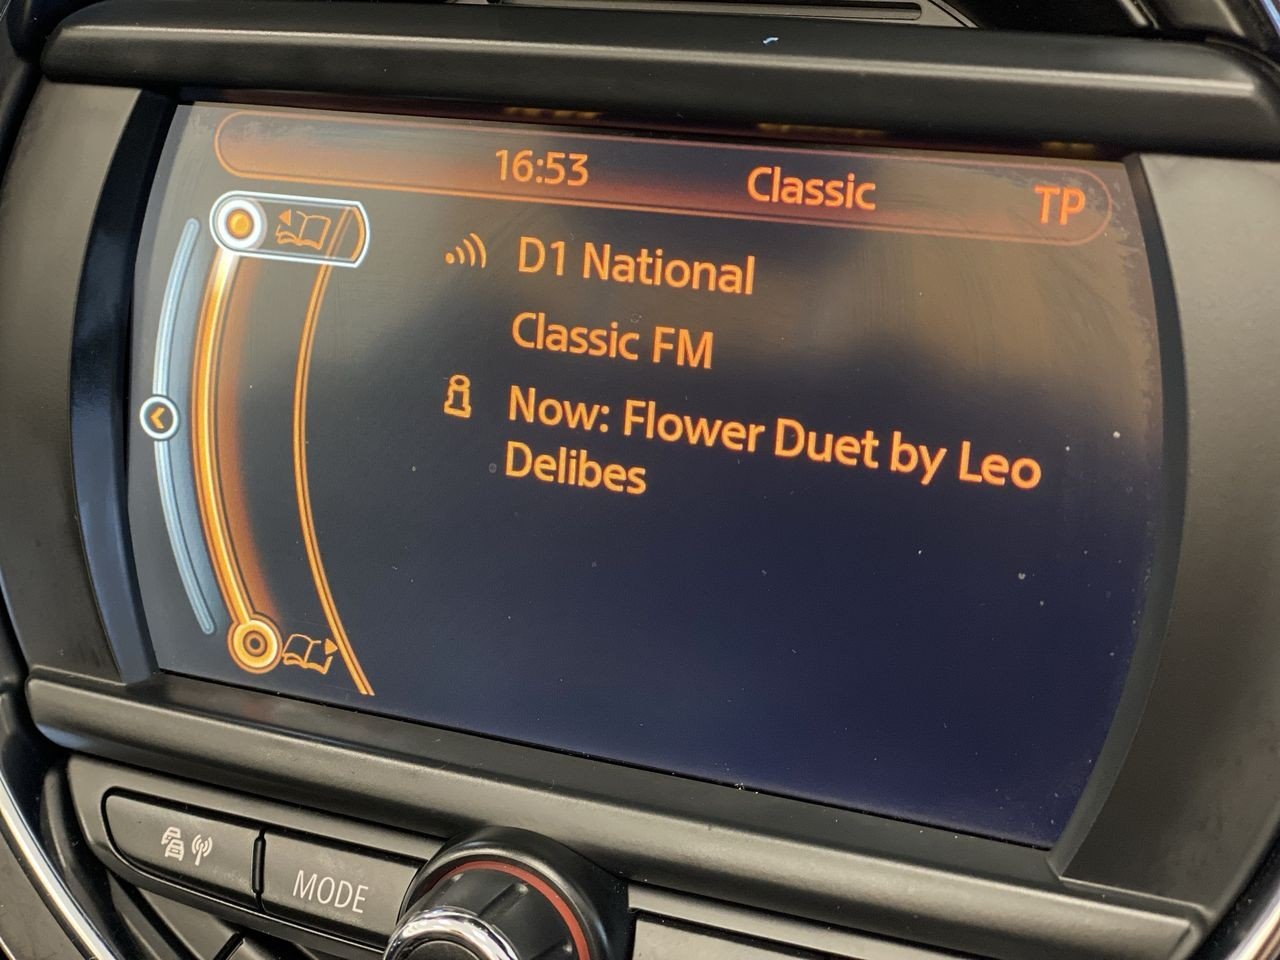 16:53 Classic TP
D1 National
Classic FM
Now: Flower Duet by Leo
Delibes
MODE